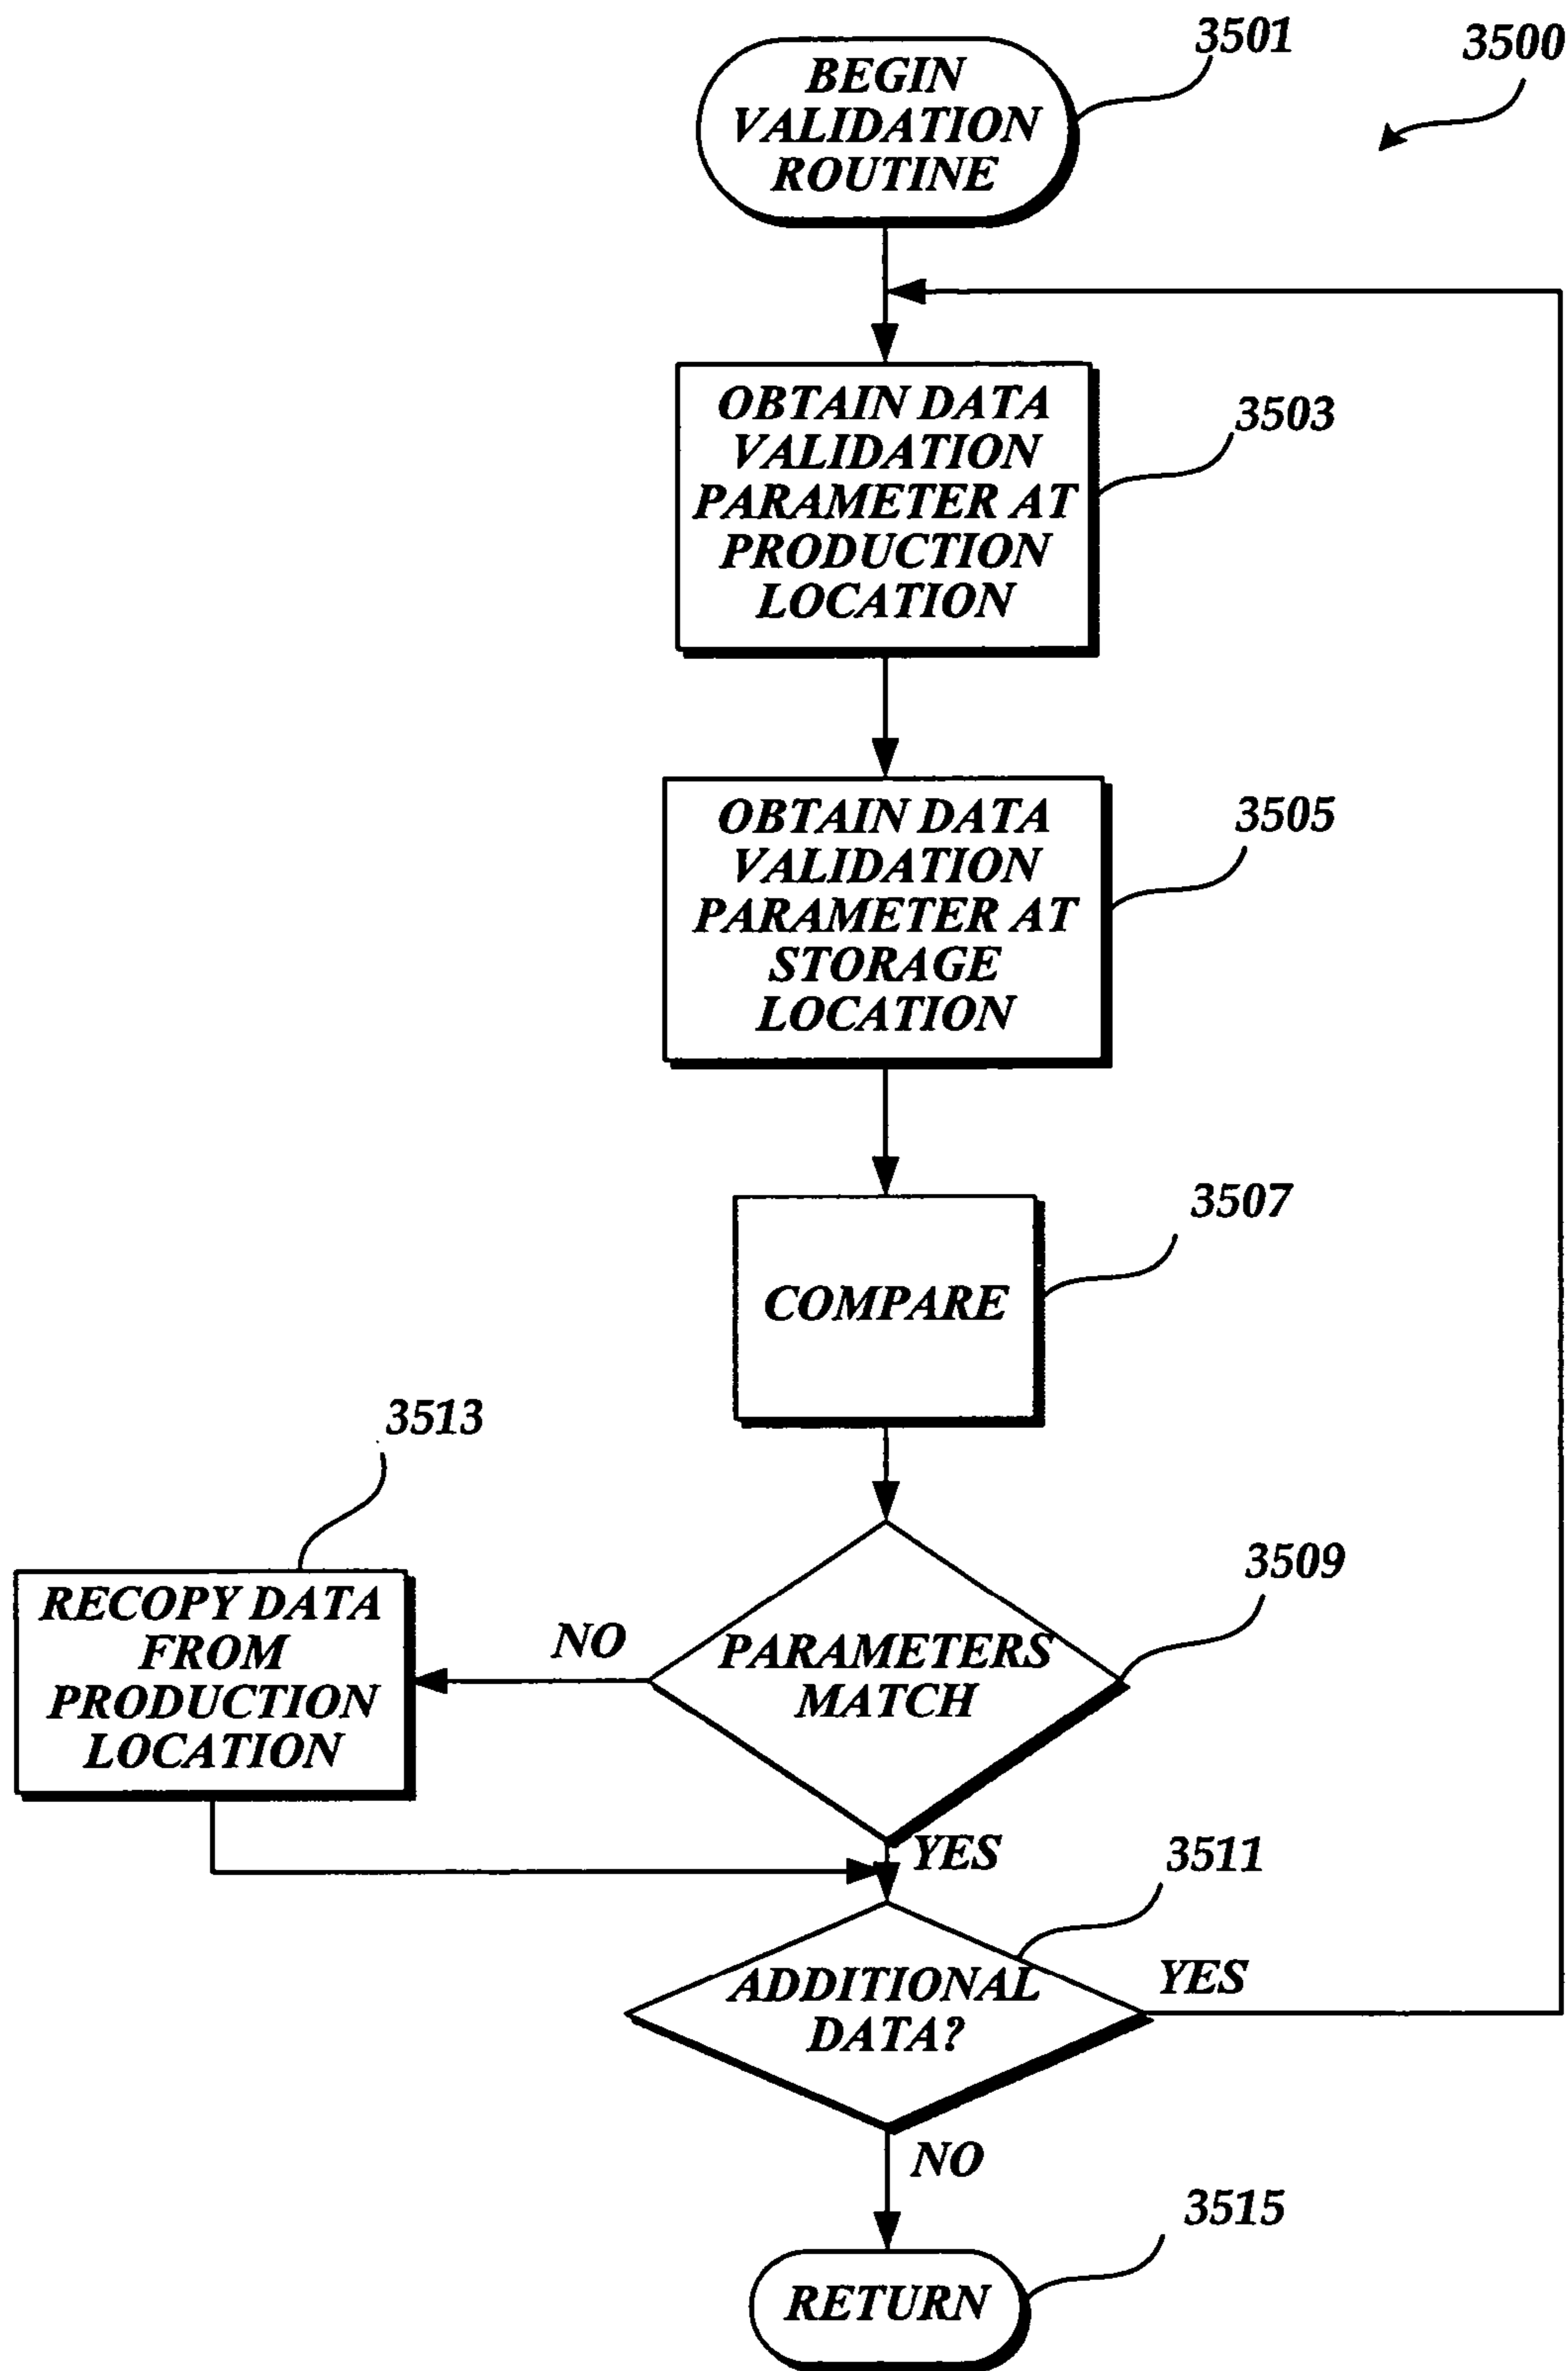 3501
3500
BEGIN
VALIDATION
ROUTINE
OBTAIN DATA
VALIDATION
PARAMETER AT
PRODUCTION
LOCATION
3503
OBTAIN DATA
VALIDATION
PARAMETER AT
STORAGE
LOCATION
3505
COMPARE
3507
3513
RECOPY DATA
FROM
PRODUCTION
LOCATION
NO
PARAMETERS
MATCH
3509
YES
3511
ADDITIONAL
DATA?
YES
NO
3515
RETURN